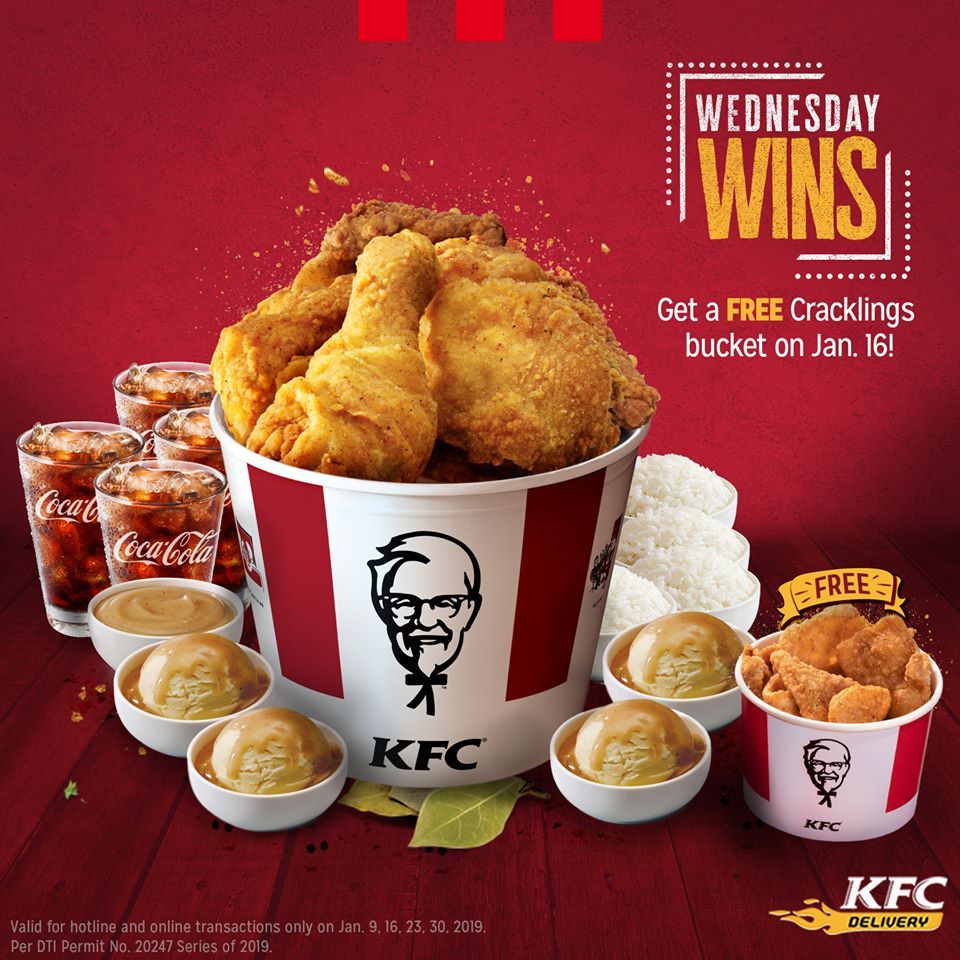 WEDNESDAY
WINS
Get a FREE Cracklings
bucket on Jan. 16!
Coca-Cola
KFC
FREE
KFC
KFC
DELIVERY
Valid for hotline and online transactions only on Jan. 9, 16, 23, 30, 2019.
Per DTI Permit No. 20247 Series of 2019.